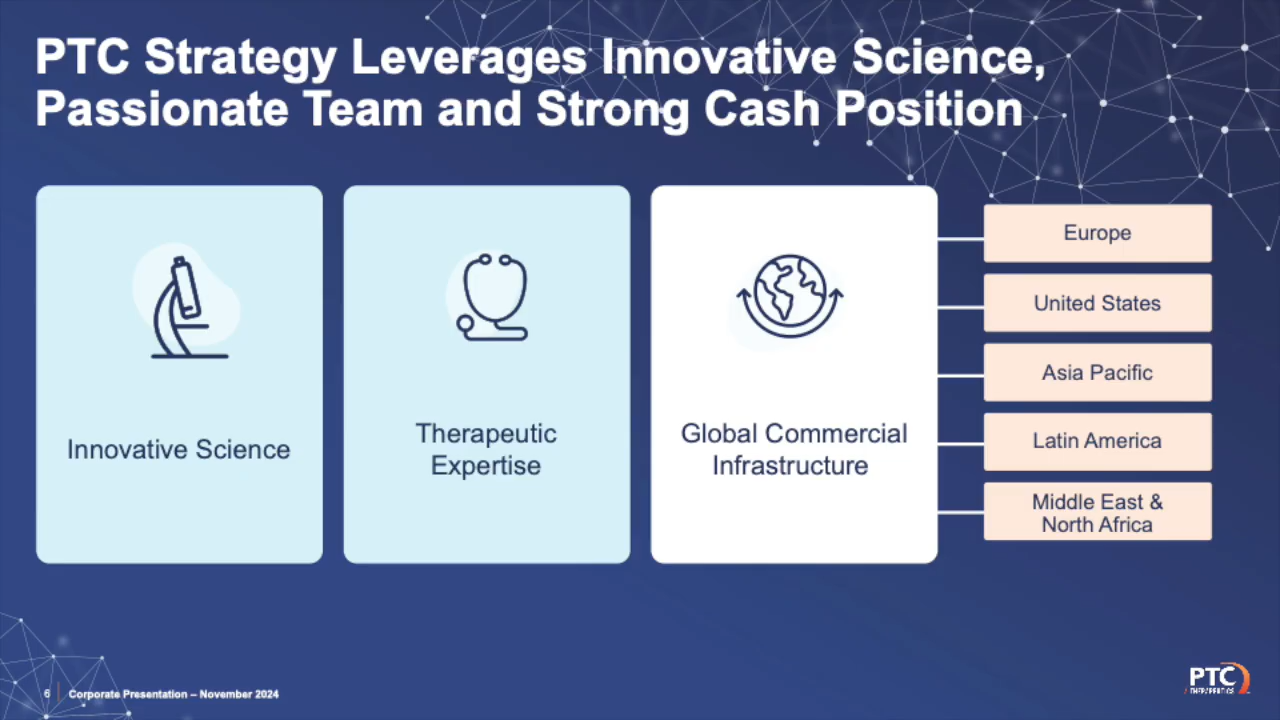 PTC Strategy Leverages Innovative Science,
Passionate Team and Strong Cash Position
Innovative Science
Therapeutic
Expertise
Global Commercial
Infrastructure
Europe
United States
Asia Pacific
Latin America
Middle East &
North Africa
6
Corporate Presentation – November 2024
PTC
THERAPEUTICS